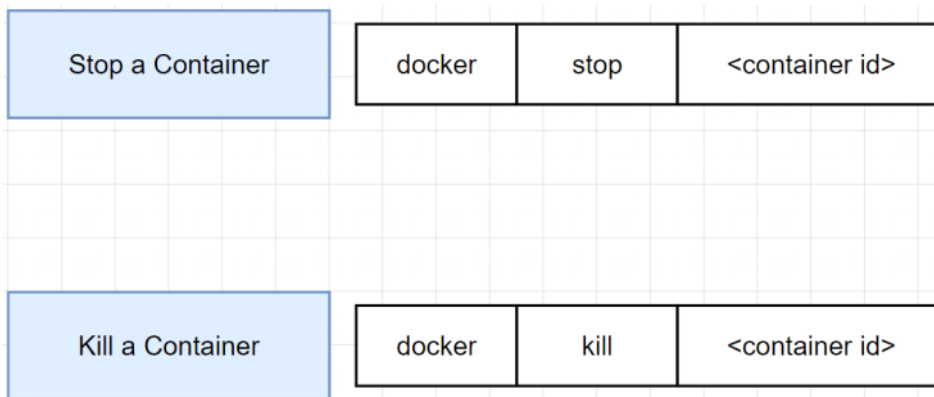 Stop a Container docker stop <container id>
Kill a Container docker kill <container id>